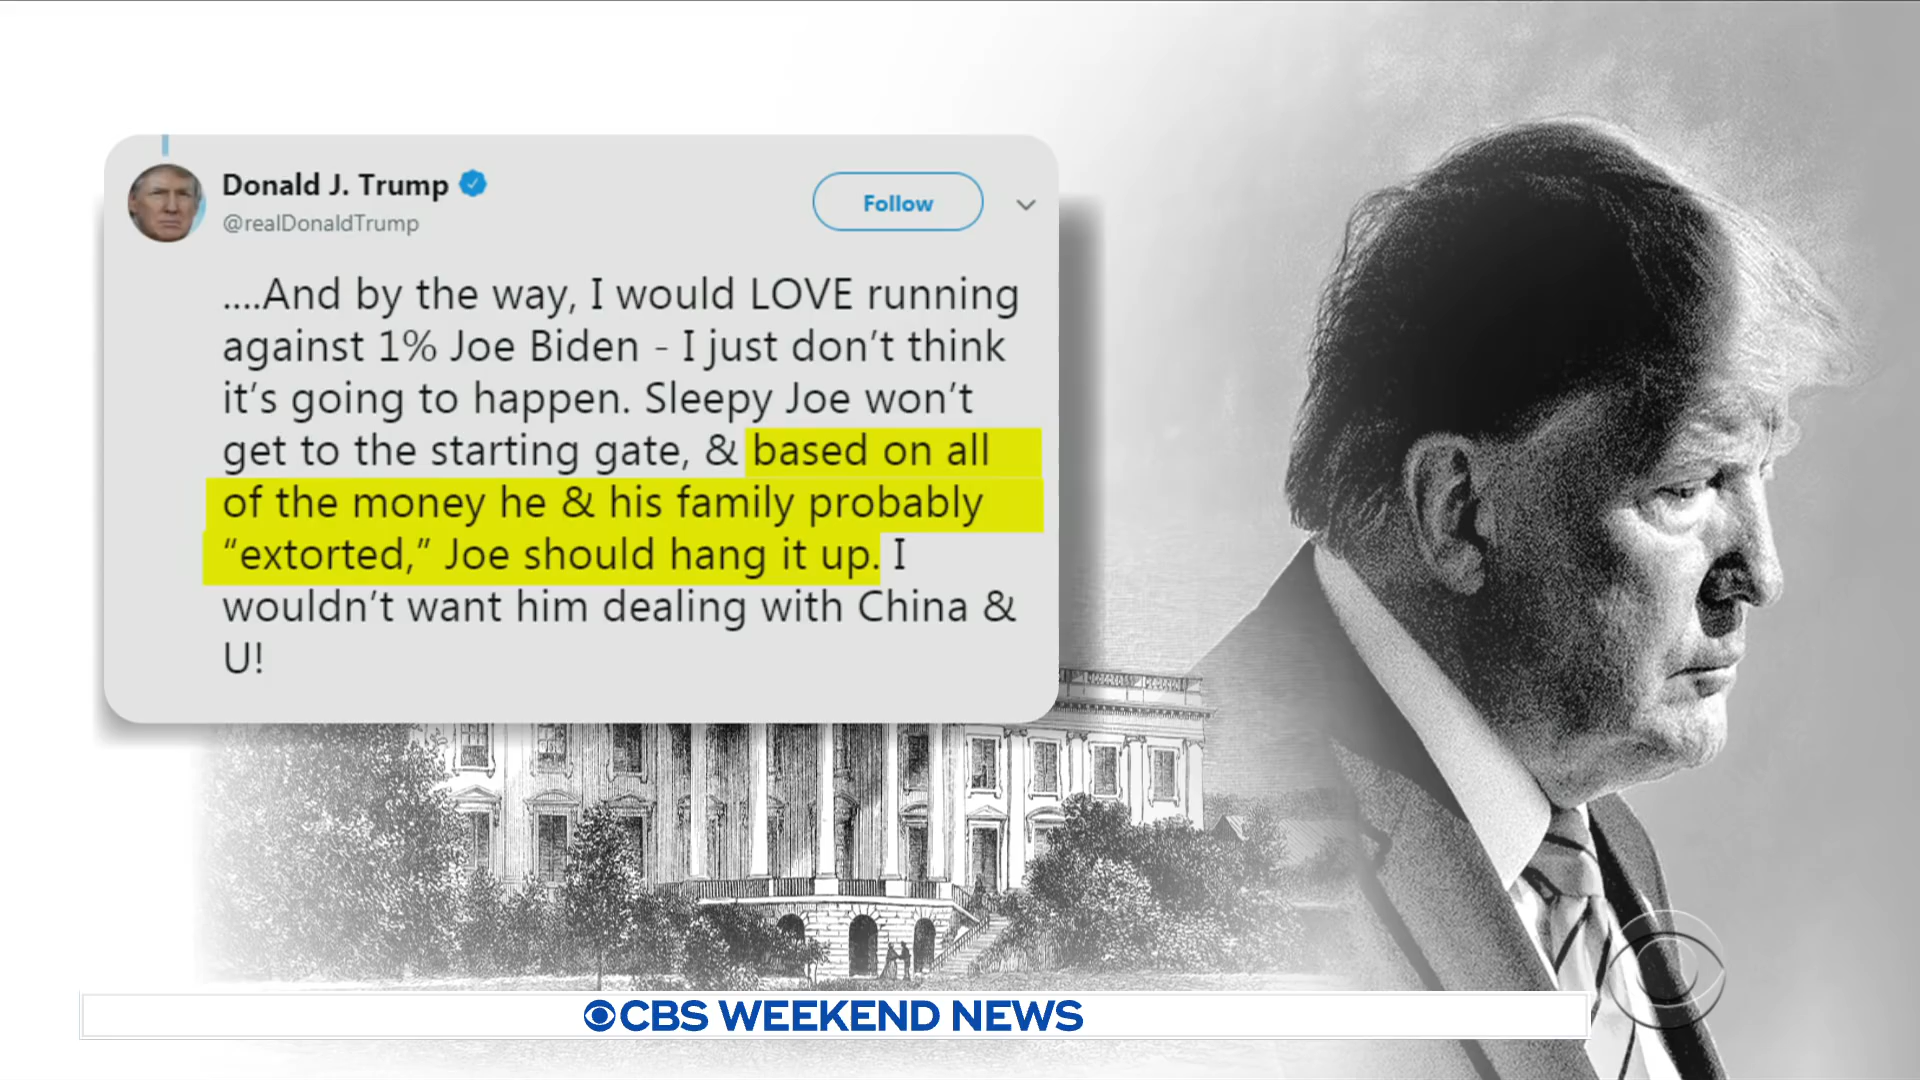 Donald J. Trump
@realDonaldTrump
Follow
....And by the way, I would LOVE running
against 1% Joe Biden - I just don’t think
it’s going to happen. Sleepy Joe won’t
get to the starting gate, & based on all
of the money he & his family probably
“extorted,” Joe should hang it up. I
wouldn’t want him dealing with China &
U!
CBS WEEKEND NEWS